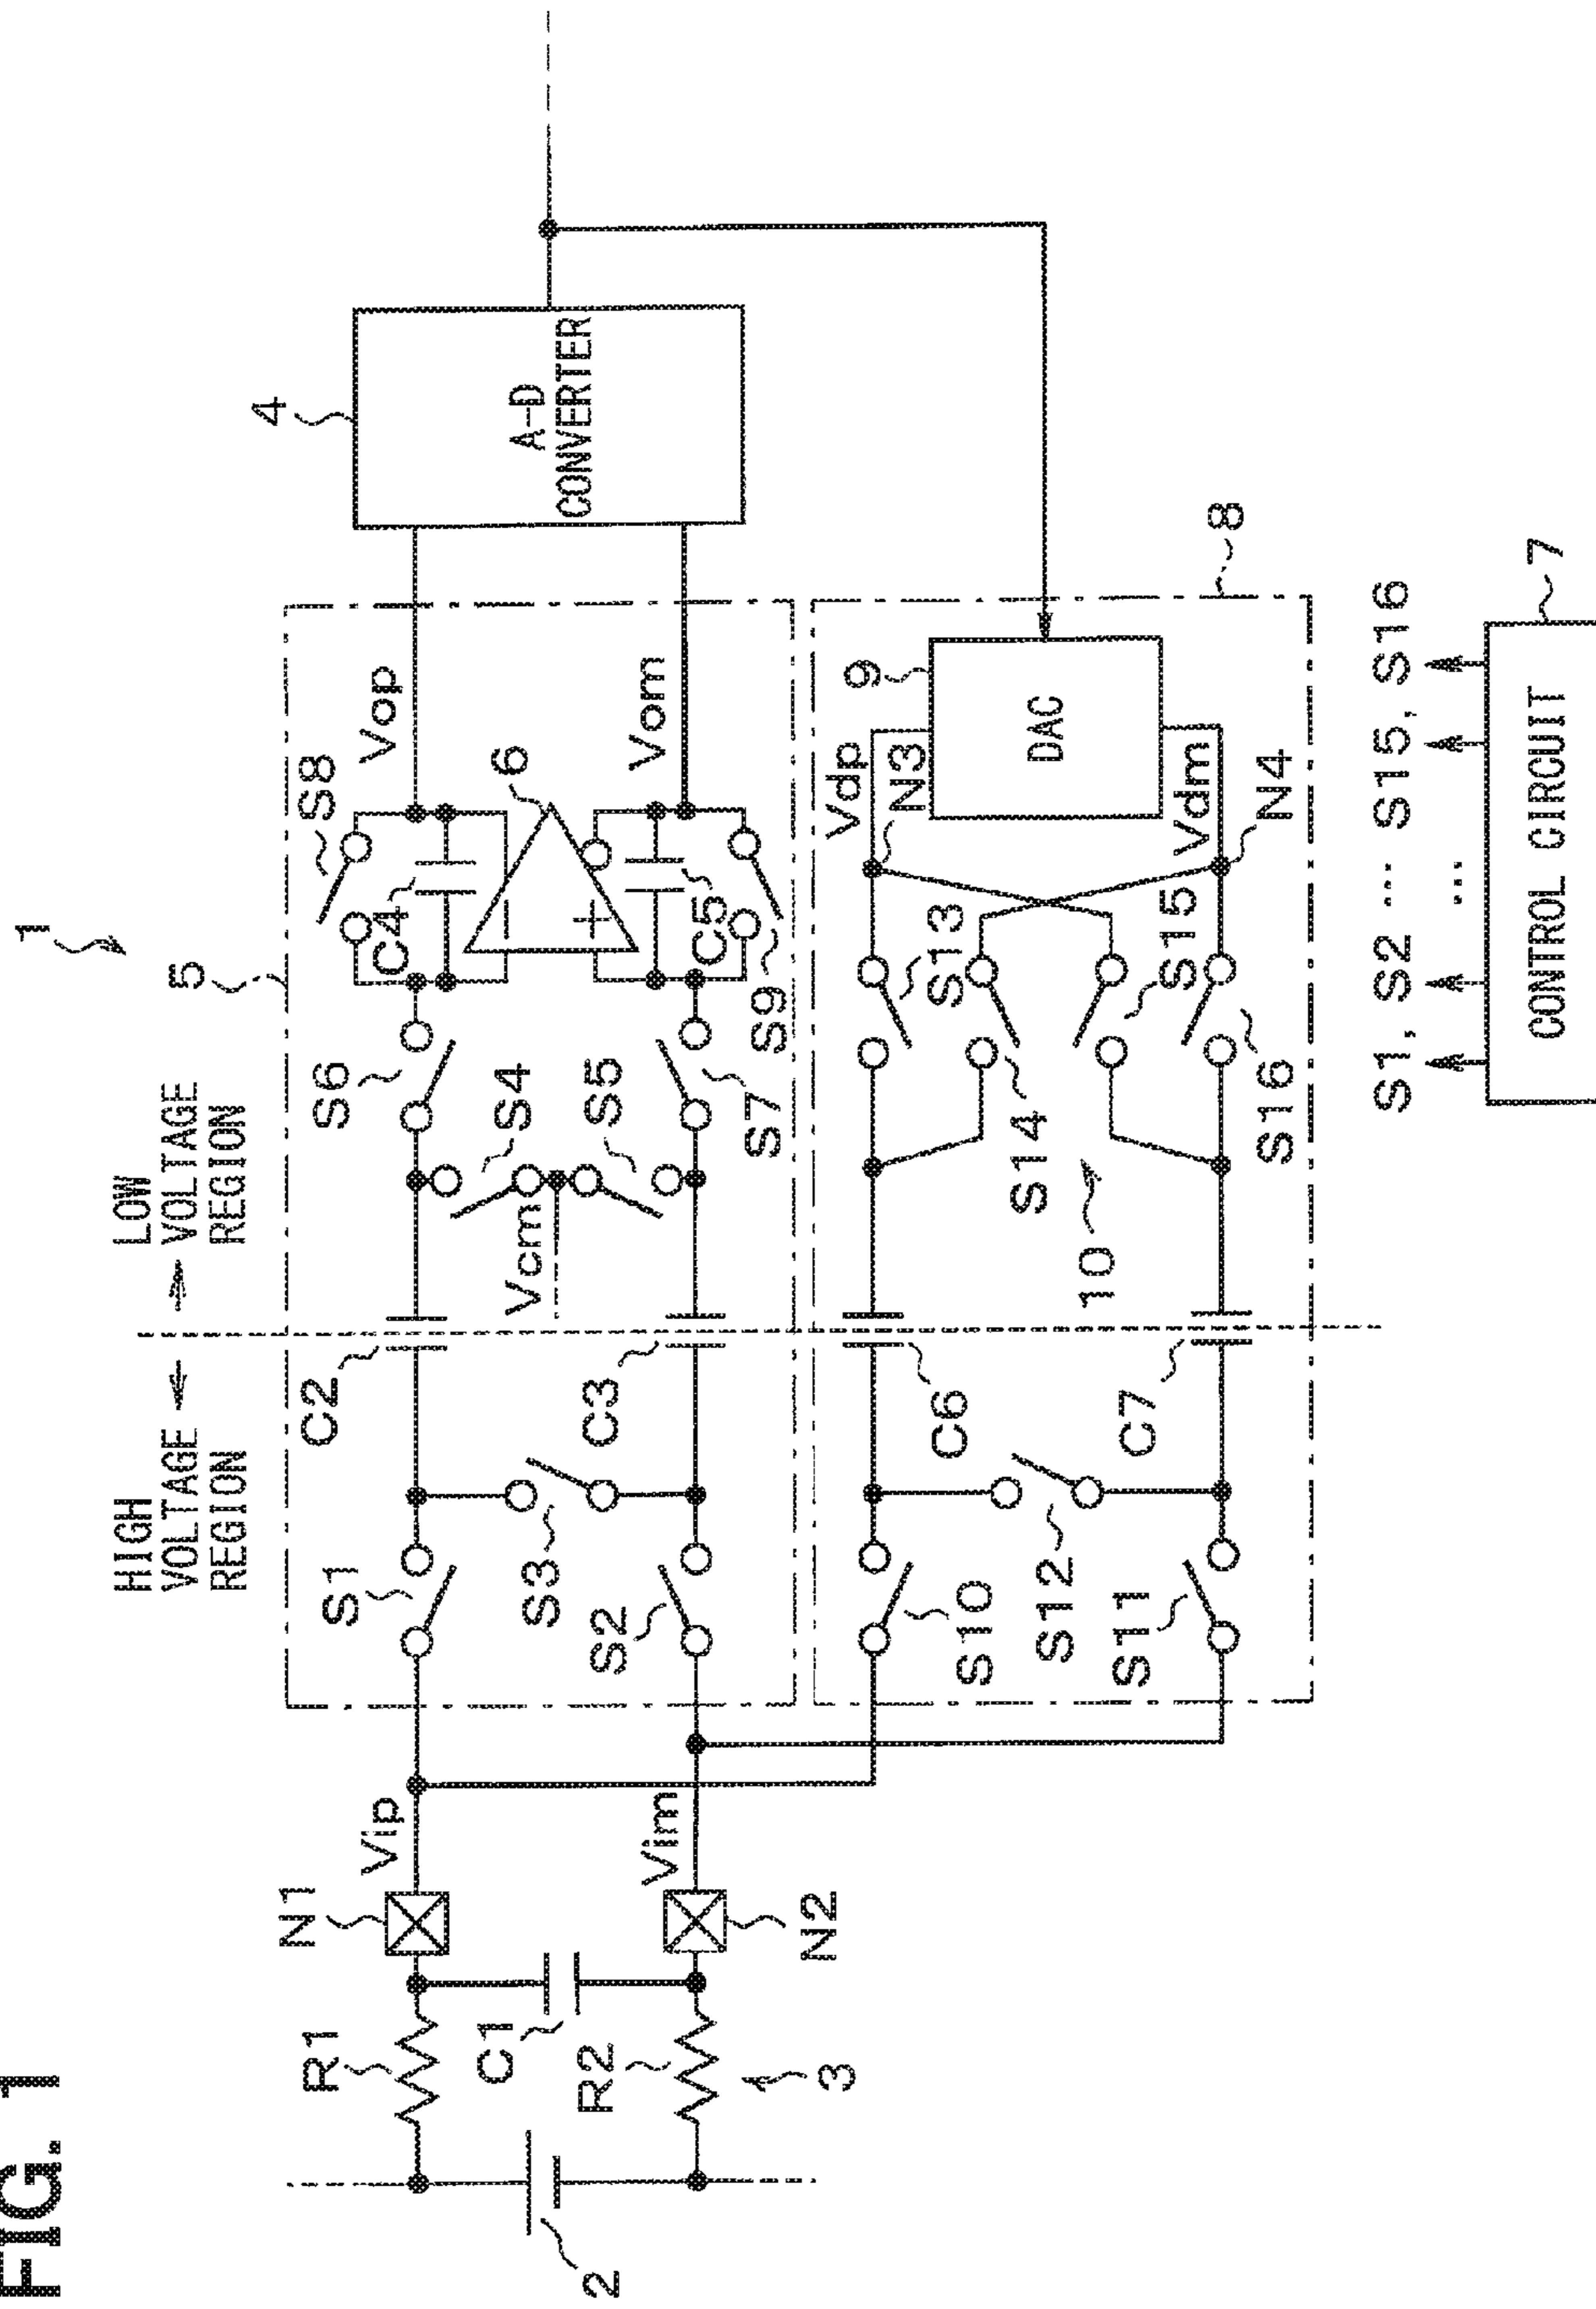 FIG. 1
1
HIGH
VOLTAGE
REGION
LOW
VOLTAGE
REGION
5
4
N1
R1
Vip
S1
C2
S6
S8
Vop
C4
6
A-D
CONVERTER
C1
2
R2
3
Vim
N2
S3
S2
C3
Vcm
S4
S5
S7
S9
C5
Vom
8
Vdp
N3
9
DAC
S10
C6
S13
S12
S14
10
S11
C7
S15
S16
Vdm
N4
S1, S2 ... S15, S16
...
CONTROL CIRCUIT
7